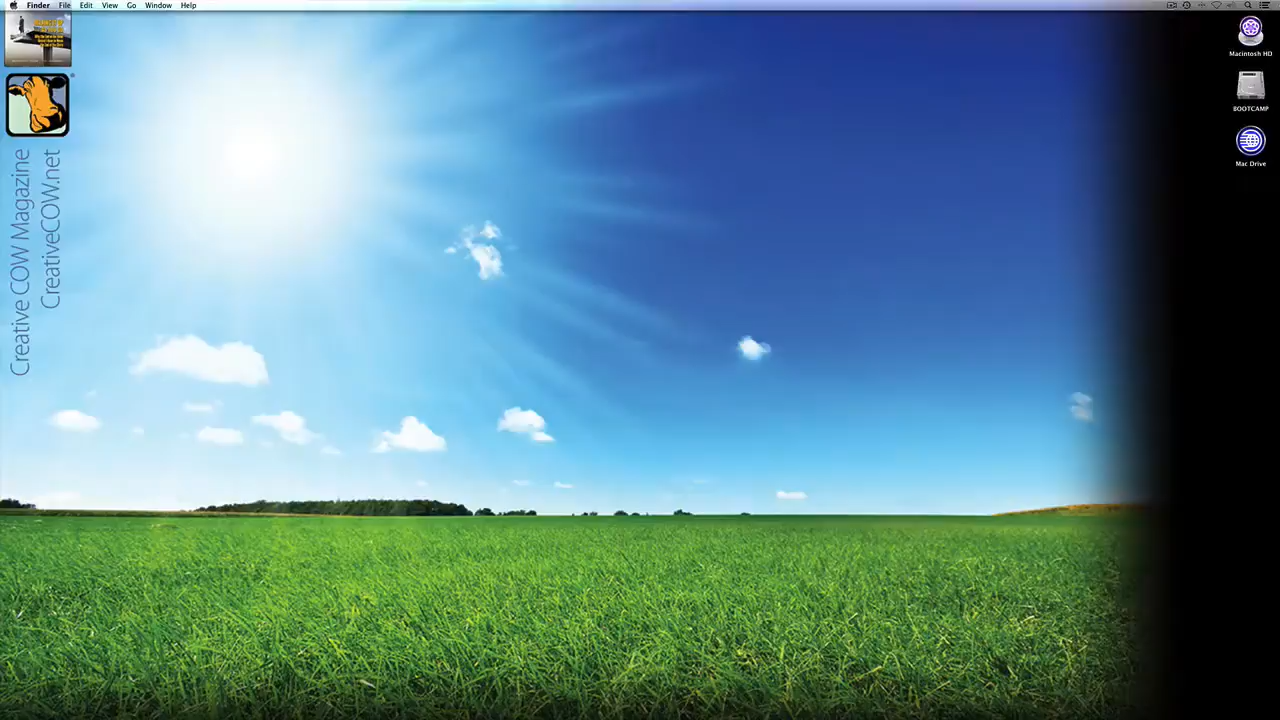 Finder File Edit View Go Window Help
Macintosh HD
BOOTCAMP
Mac Drive
Creative COW Magazine
CreativeCOW.net